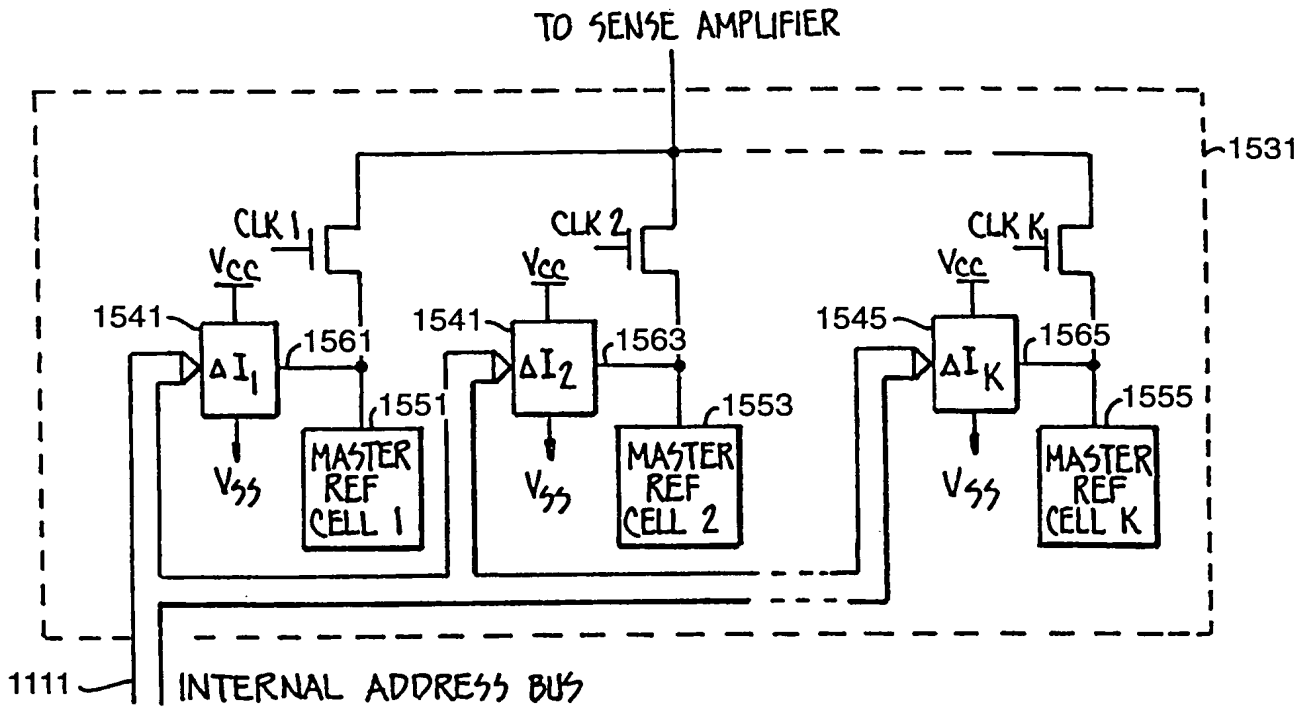 TO SENSE AMPLIFIER
1531
CLK 1
CLK 2
CLK K
VCC
VCC
VCC
1541
1541
1545
ΔI1
1561
ΔI2
1563
ΔIK
1565
1551
1553
1555
VSS
VSS
VSS
MASTER
REF
CELL 1
MASTER
REF
CELL 2
MASTER
REF
CELL K
1111
INTERNAL ADDRESS BUS